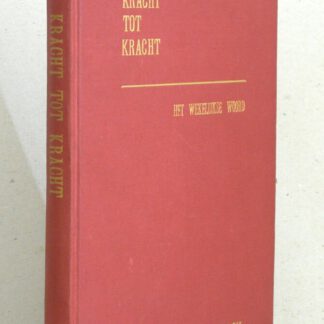 KRACHT
TOT
KRACHT
HET WEKELIJKSE WOORD
KRACHT TOT KRACHT